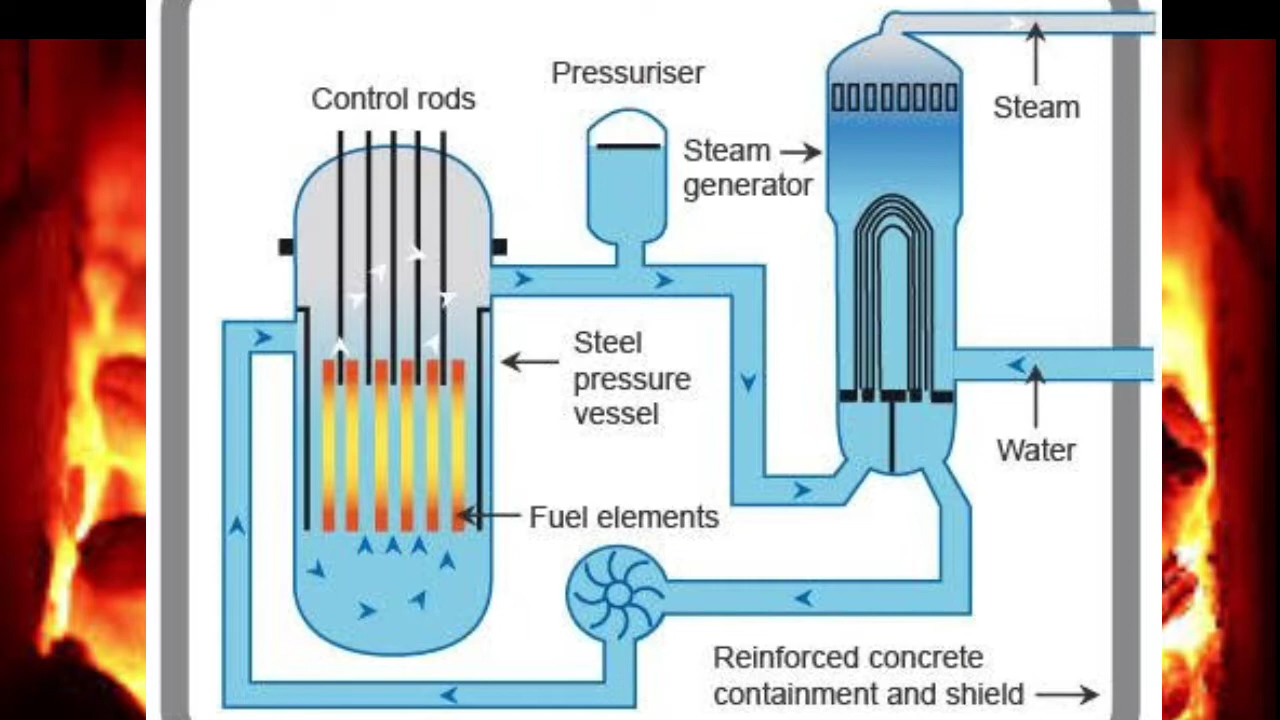 Pressuriser
Control rods
Steam
Steam
generator
Steel
pressure
vessel
Water
Fuel elements
Reinforced concrete
containment and shield